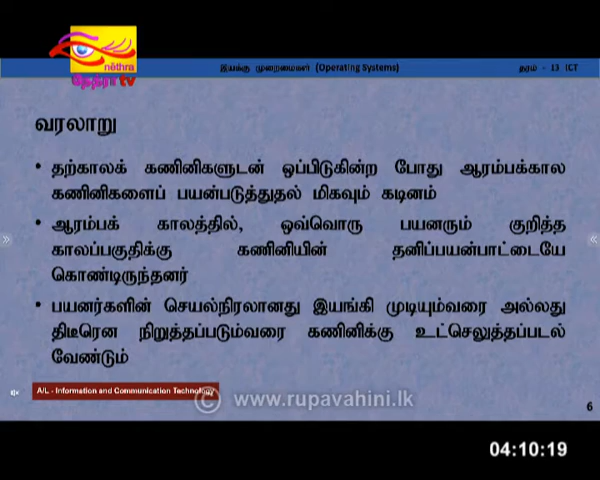 nēthra
நேத்ரா tv
இயக்கு முறைமைகள் (Operating Systems)
தரம் - 13 ICT
வரலாறு
• தற்காலக் கணினிகளுடன் ஒப்பிடுகின்ற போது ஆரம்பக்கால
கணினிகளைப் பயன்படுத்துதல் மிகவும் கடினம்
• ஆரம்பக் காலத்தில், ஒவ்வொரு பயனரும் குறித்த
காலப்பகுதிக்கு கணினியின் தனிப்பயன்பாட்டையே
கொண்டிருந்தனர்
• பயனர்களின் செயல்நிரலானது இயங்கி முடியும்வரை அல்லது
திடீரென நிறுத்தப்படும்வரை கணினிக்கு உட்செலுத்தப்படல்
வேண்டும்
A/L - Information and Communication Technology
© www.rupavahini.lk
6
04:10:19